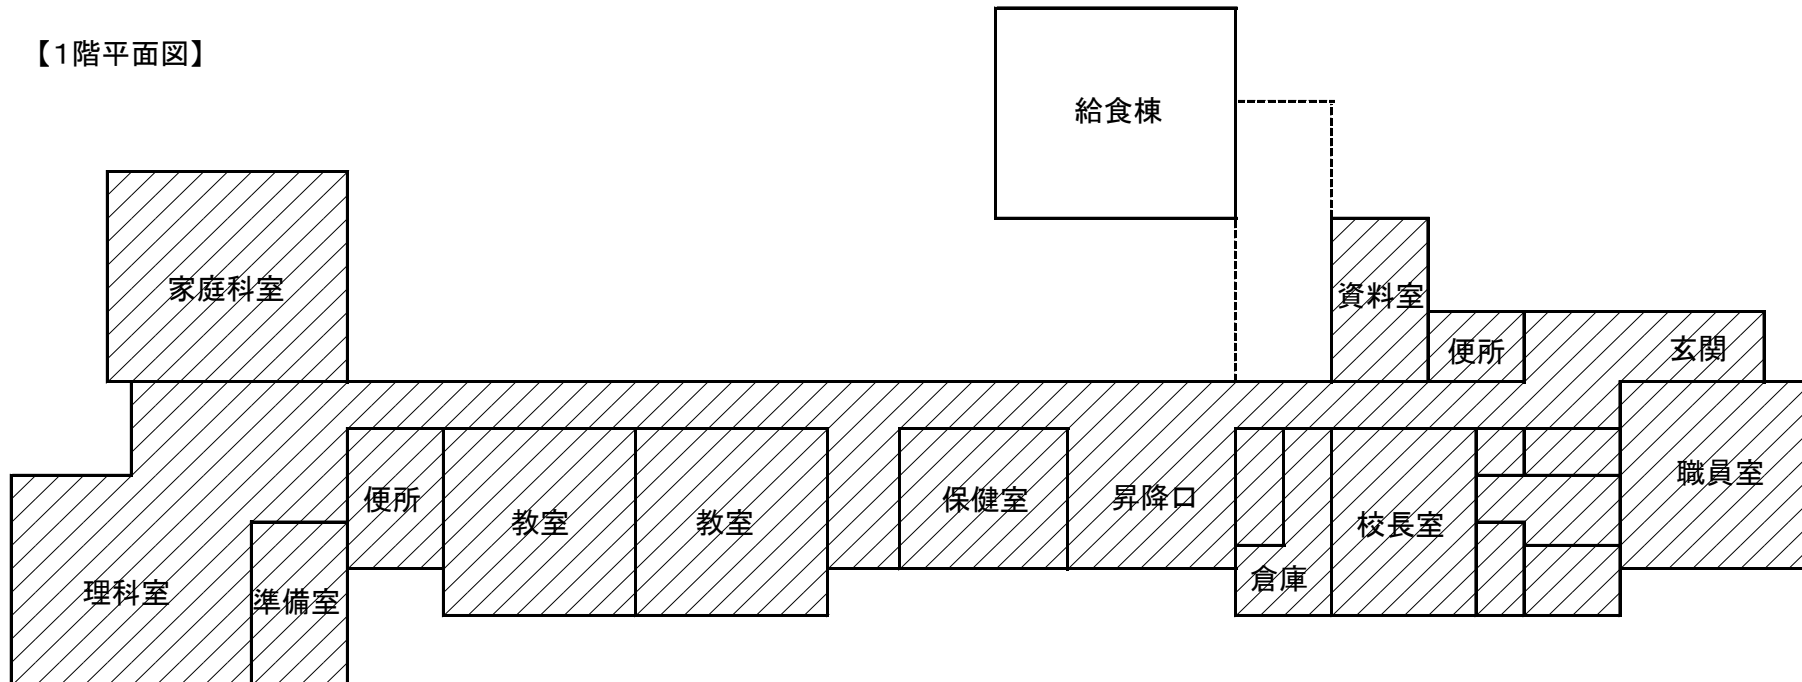 【1階平面図】
給食棟
家庭科室
資料室
便所
玄関
便所
教室
教室
保健室
昇降口
校長室
職員室
理科室
準備室
倉庫